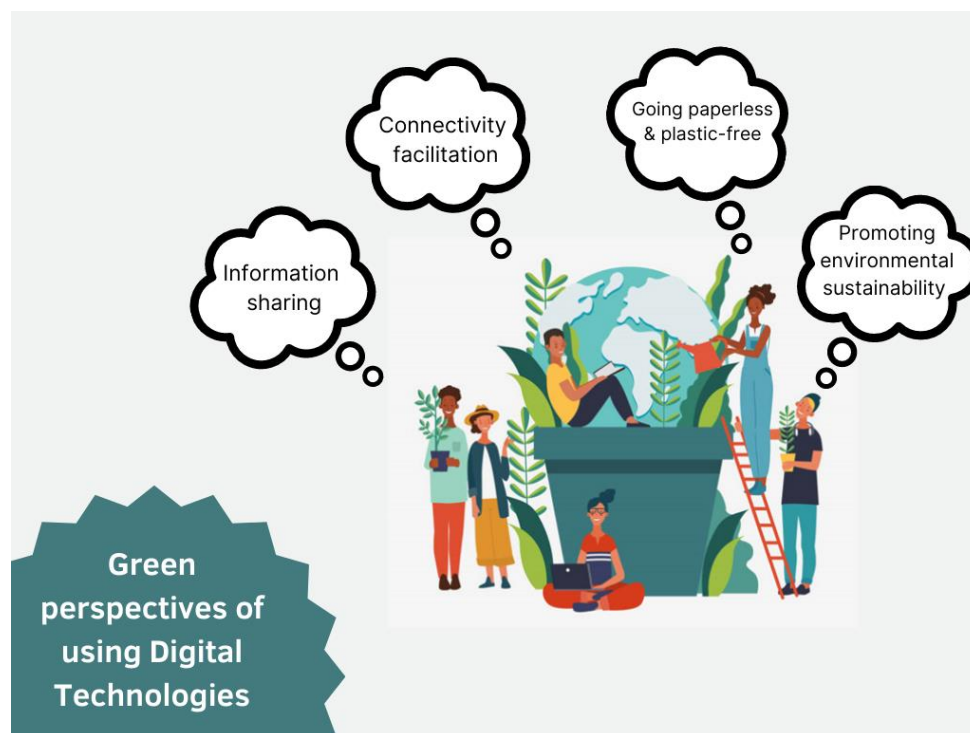 Connectivity
facilitation
Going paperless
& plastic-free
Information
sharing
Promoting
environmental
sustainability
Green
perspectives of
using Digital
Technologies